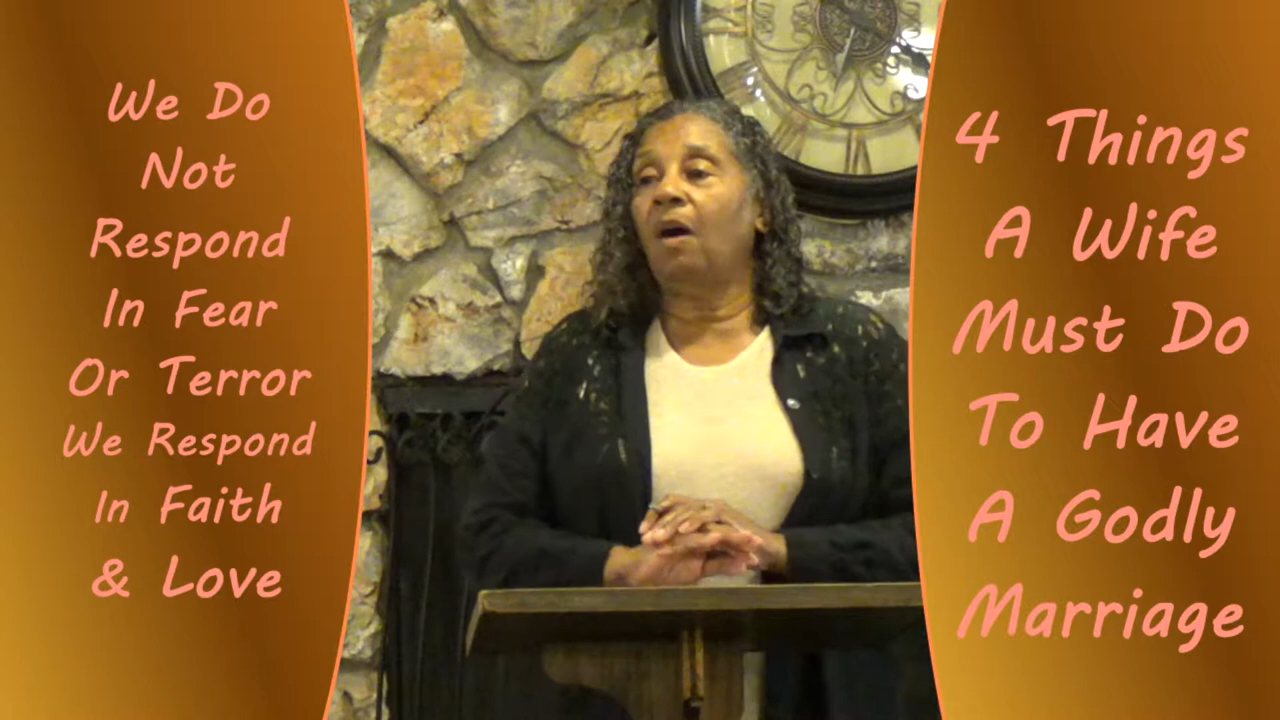 We Do
Not
Respond
In Fear
Or Terror
We Respond
In Faith
& Love
4 Things
A Wife
Must Do
To Have
A Godly
Marriage